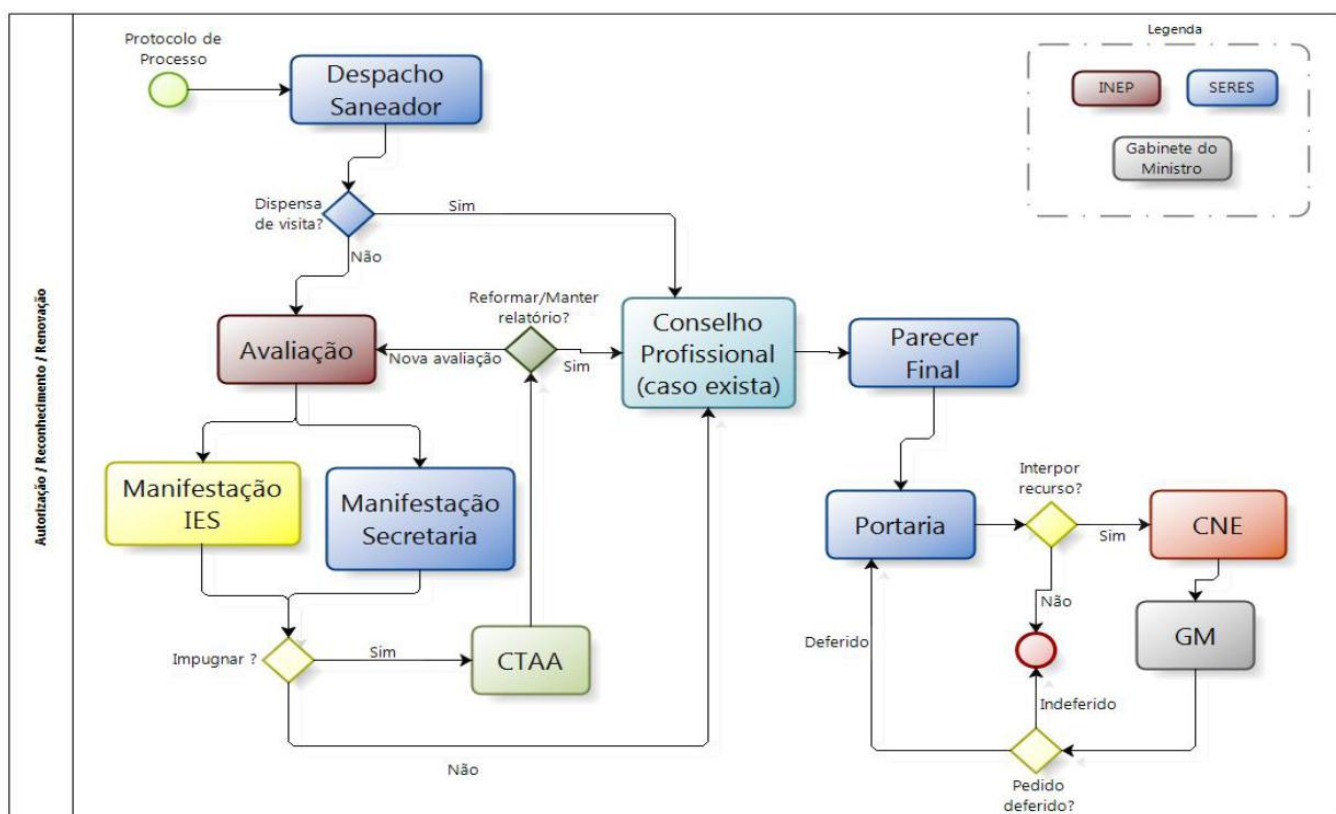 Autorização / Reconhecimento / Renovação
Protocolo de
Processo
Despacho
Saneador
Legenda
INEP
SERES
Gabinete do
Ministro
Dispensa
de visita?
Sim
Não
Reformar/Manter
relatório?
Avaliação
Nova avaliação
Sim
Conselho
Profissional
(caso exista)
Parecer
Final
Manifestação
IES
Manifestação
Secretaria
Interpor
recurso?
Portaria
Sim
CNE
Não
Impugnar ?
Sim
CTAA
Deferido
GM
Indeferido
Não
Pedido
deferido?